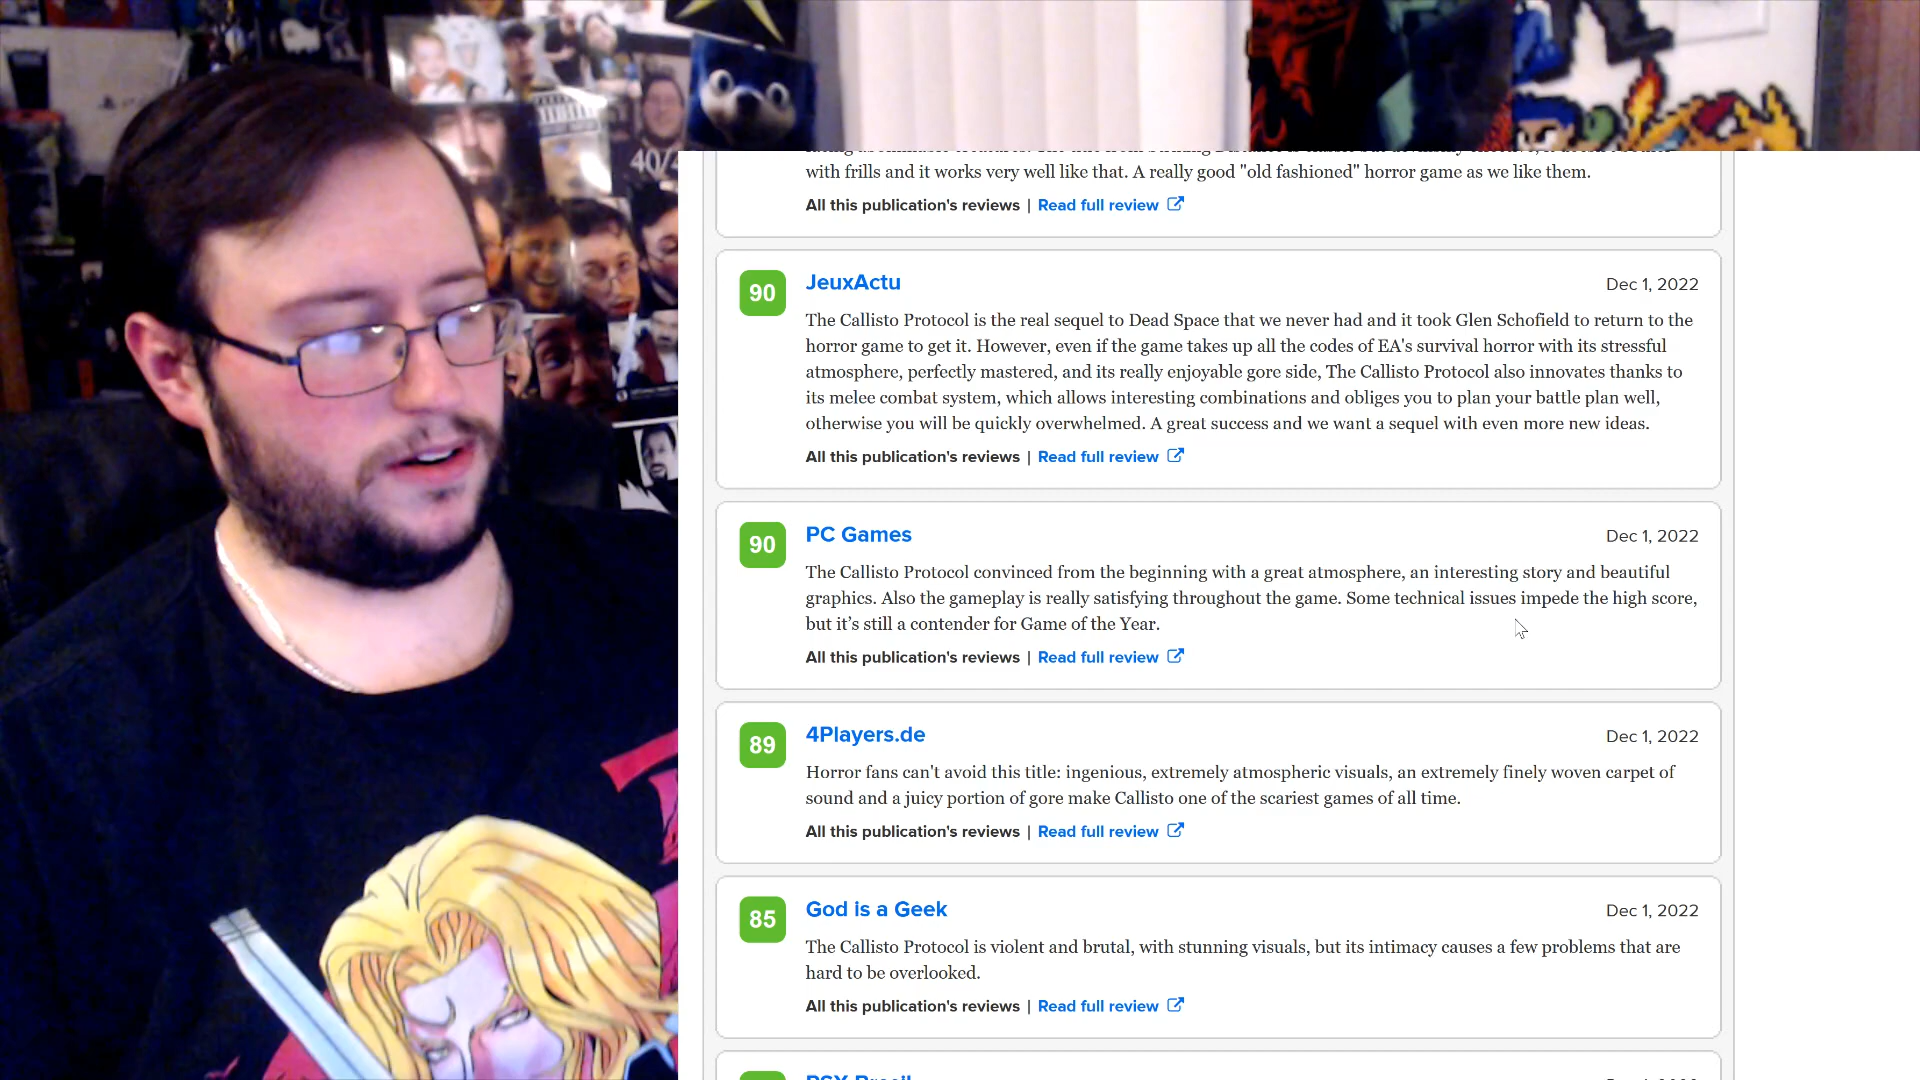 40/4
with frills and it works very well like that. A really good "old fashioned" horror game as we like them.
All this publication's reviews | Read full review
90 JeuxActu Dec 1, 2022
The Callisto Protocol is the real sequel to Dead Space that we never had and it took Glen Schofield to return to the
horror game to get it. However, even if the game takes up all the codes of EA's survival horror with its stressful
atmosphere, perfectly mastered, and its really enjoyable gore side, The Callisto Protocol also innovates thanks to
its melee combat system, which allows interesting combinations and obliges you to plan your battle plan well,
otherwise you will be quickly overwhelmed. A great success and we want a sequel with even more new ideas.
All this publication's reviews | Read full review
90 PC Games Dec 1, 2022
The Callisto Protocol convinced from the beginning with a great atmosphere, an interesting story and beautiful
graphics. Also the gameplay is really satisfying throughout the game. Some technical issues impede the high score,
but it’s still a contender for Game of the Year.
All this publication's reviews | Read full review
89 4Players.de Dec 1, 2022
Horror fans can't avoid this title: ingenious, extremely atmospheric visuals, an extremely finely woven carpet of
sound and a juicy portion of gore make Callisto one of the scariest games of all time.
All this publication's reviews | Read full review
85 God is a Geek Dec 1, 2022
The Callisto Protocol is violent and brutal, with stunning visuals, but its intimacy causes a few problems that are
hard to be overlooked.
All this publication's reviews | Read full review